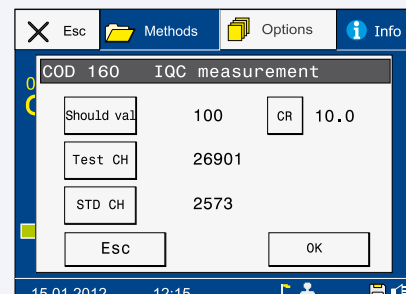 Esc Methods Options Info
COD 160 IQC measurement
Should val 100 CR 10.0
Test CH 26901
STD CH 2573
Esc OK
15.01.2012 12:15